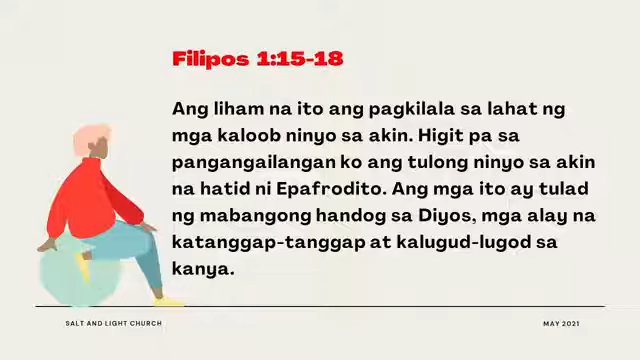 Filipos 1:15-18
Ang liham na ito ang pagkilala sa lahat ng
mga kaloob ninyo sa akin. Higit pa sa
pangangailangan ko ang tulong ninyo sa akin
na hatid ni Epafrodito. Ang mga ito ay tulad
ng mabangong handog sa Diyos, mga alay na
katanggap-tanggap at kalugud-lugod sa
kanya.
SALT AND LIGHT CHURCH
MAY 2021